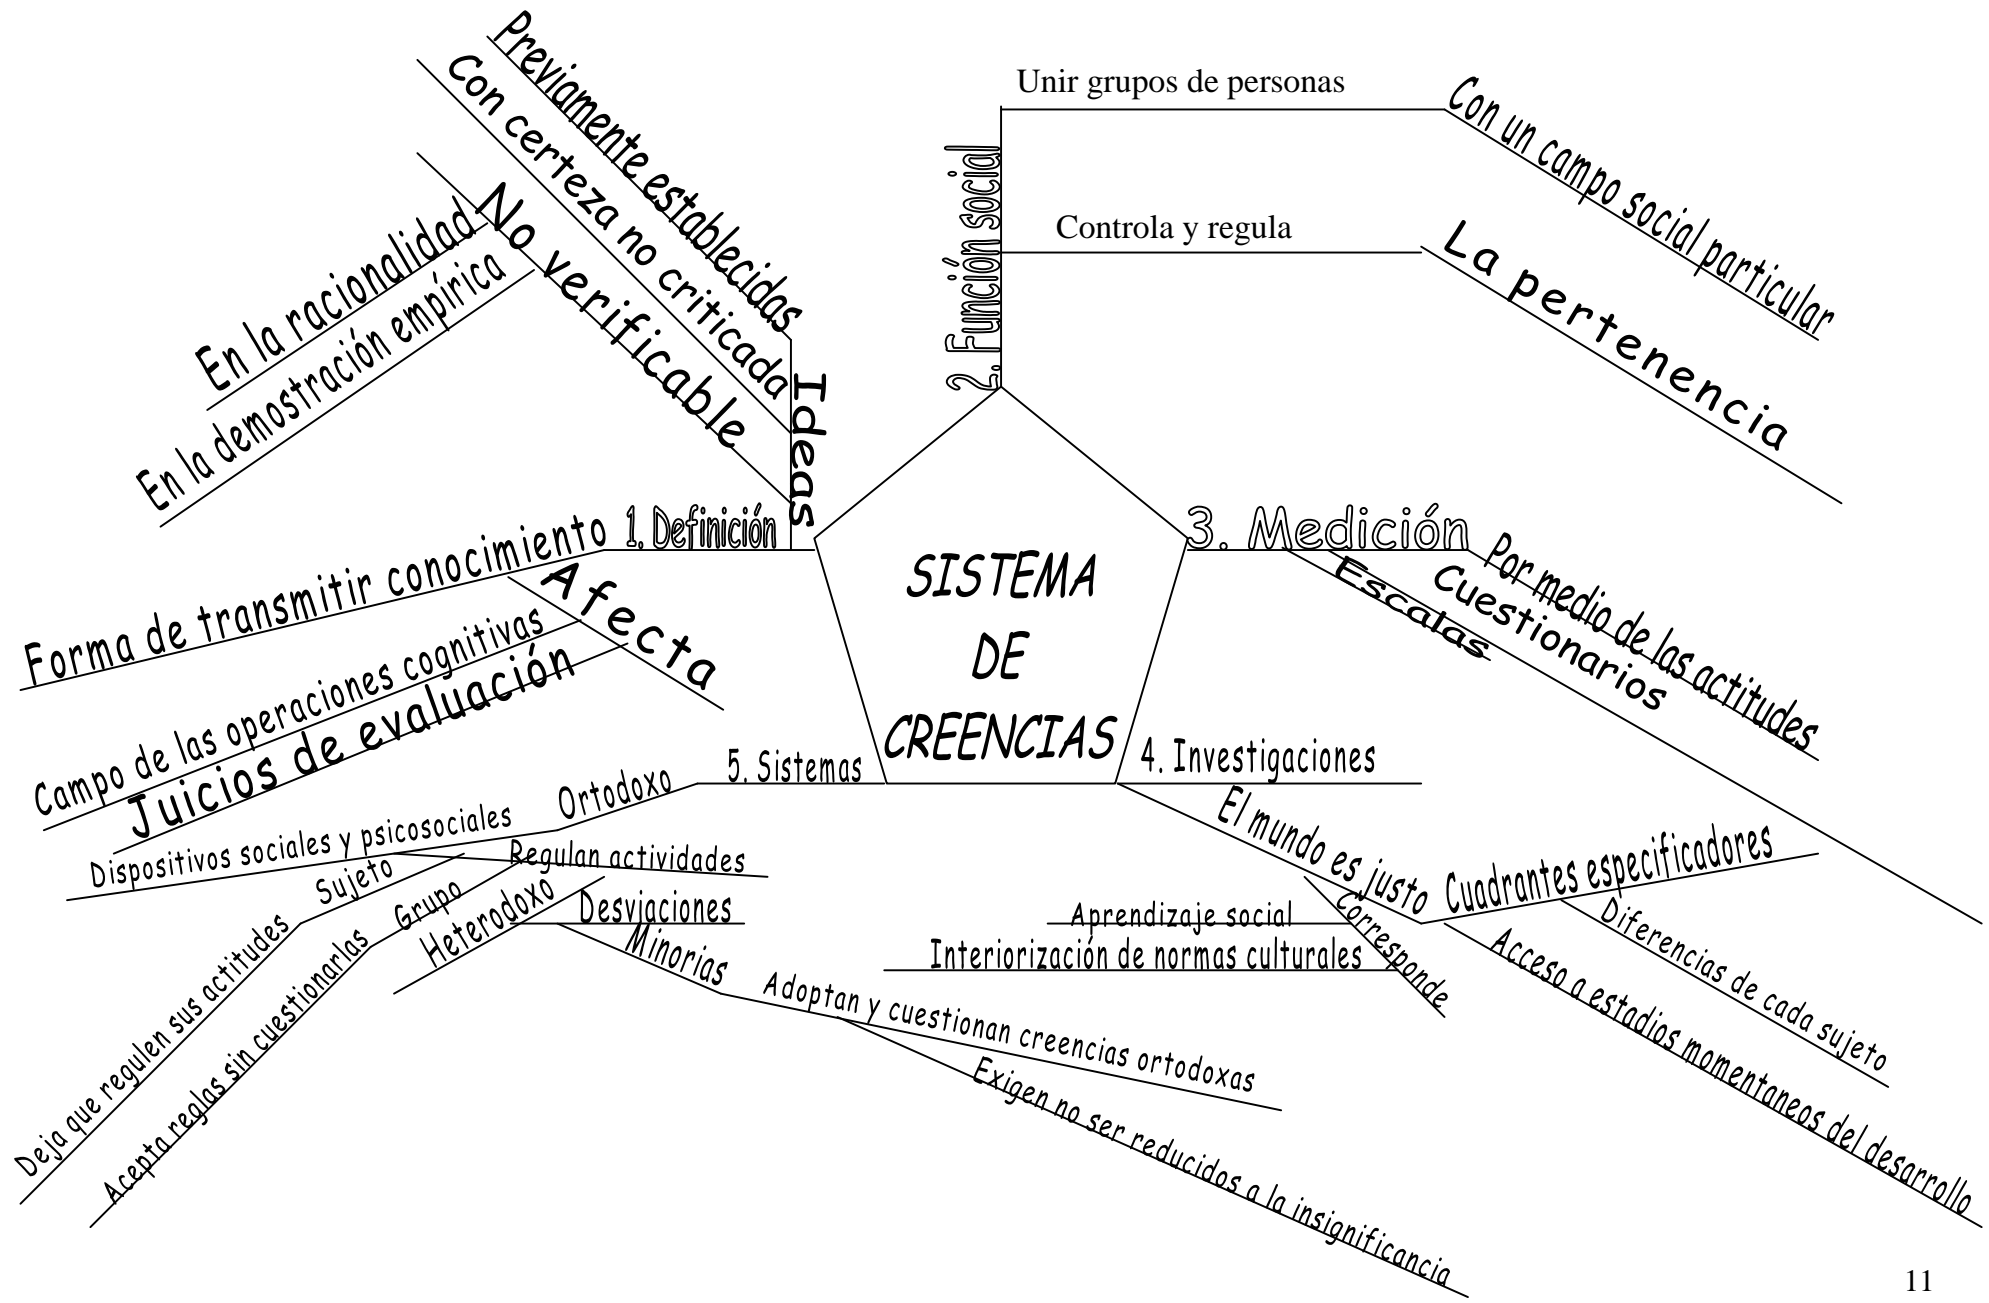 SISTEMA
DE
CREENCIAS
1. Definición
Ideas
Previamente establecidas
Con certeza no criticada
No verificable
En la racionalidad
En la demostración empírica
Forma de transmitir conocimiento
Afecta
Campo de las operaciones cognitivas
Juicios de evaluación
2. Función social
Unir grupos de personas
Con un campo social particular
Controla y regula
La pertenencia
3. Medición
Por medio de las actitudes
Cuestionarios
Escalas
4. Investigaciones
El mundo es justo
Cuadrantes especificadores
Diferencias de cada sujeto
Acceso a estadios momentaneos del desarrollo
Corresponde
Aprendizaje social
Interiorización de normas culturales
5. Sistemas
Ortodoxo
Dispositivos sociales y psicosociales
Regulan actividades
Sujeto
Deja que regulen sus actitudes
Grupo
Acepta reglas sin cuestionarlas
Heterodoxo
Desviaciones
Minorias
Adoptan y cuestionan creencias ortodoxas
Exigen no ser reducidos a la insignificancia
11